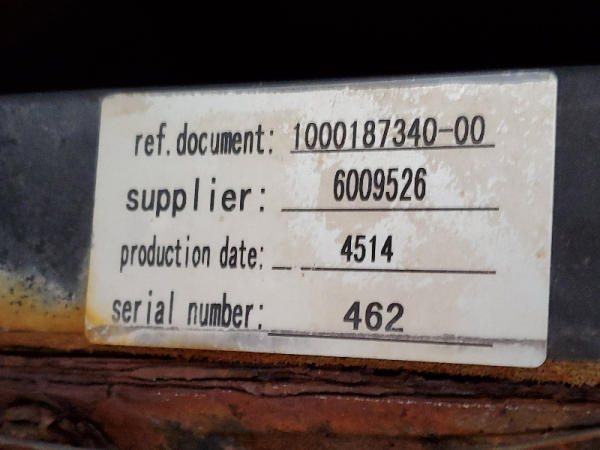 ref.document: 1000187340-00
supplier: 6009526
production date: 4514
serial number: 462